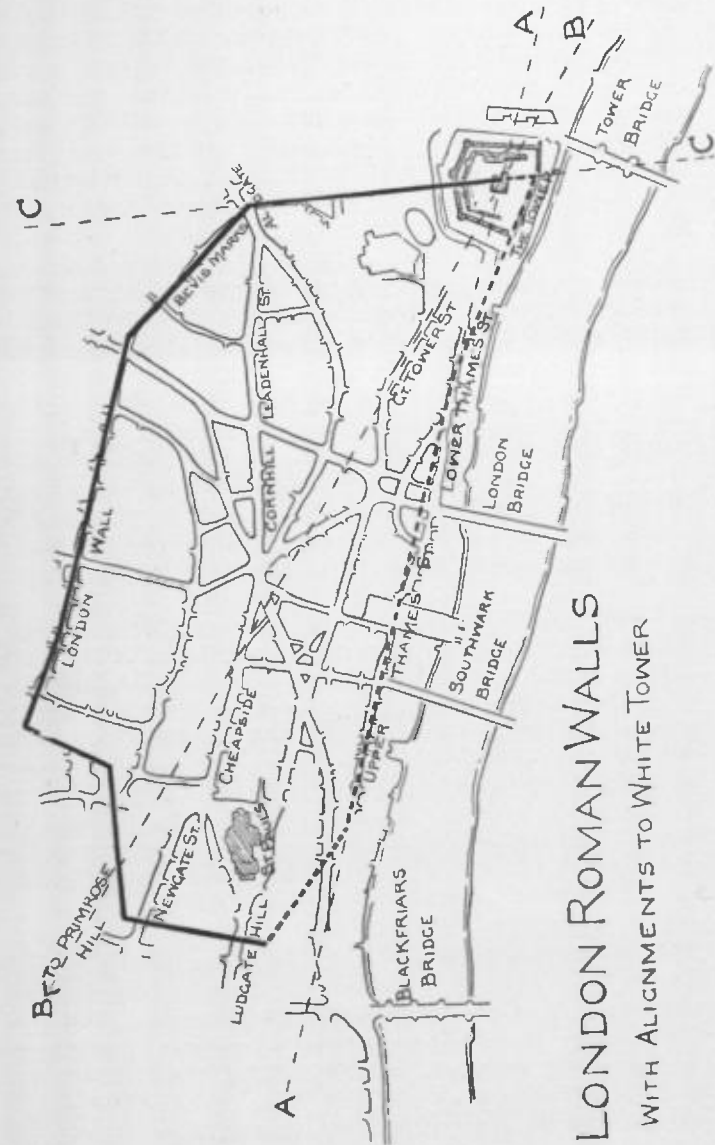 C
A
B
TOWER
BRIDGE
C
ALDGATE
BEVIS MARKS
LEADENHALL ST.
THE TOWER
GT. TOWER ST
LOWER THAMES ST.
CORNHILL
WALL
LONDON
LONDON
BRIDGE
THAMES ST.
UPPER
SOUTHWARK
BRIDGE
CHEAPSIDE
ST PAULS
NEWGATE ST.
LUDGATE HILL
B TO PRIMROSE
HILL
BLACKFRIARS
BRIDGE
A
LONDON ROMAN WALLS
WITH ALIGNMENTS TO WHITE TOWER